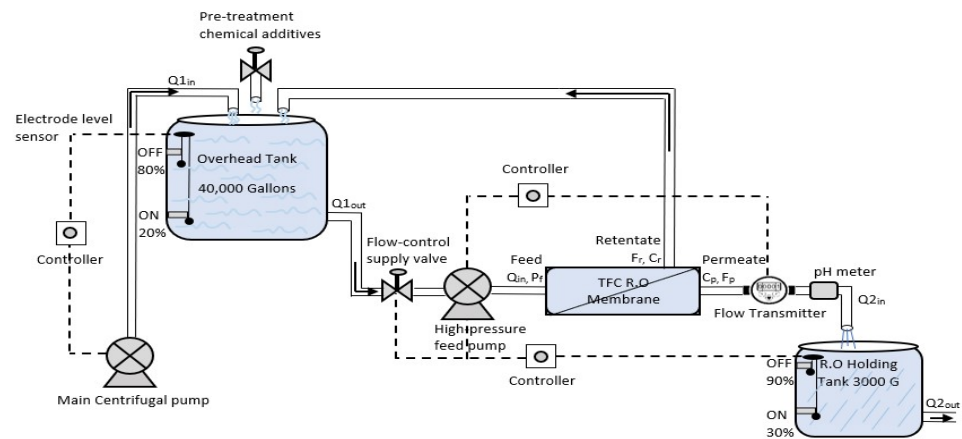 Pre-treatment
chemical additives
Q1in
Electrode level
sensor
OFF
80%
Overhead Tank
40,000 Gallons
ON
20%
Q1out
Controller
Controller
Flow-control
supply valve
Feed
Qin, Pf
Retentate
Fr, Cr
Permeate
Cp, Fp
TFC R.O
Membrane
pH meter
00001
Flow Transmitter
Q2in
High-pressure
feed pump
Controller
Main Centrifugal pump
OFF
90%
R.O Holding
Tank 3000 G
ON
30%
Q2out